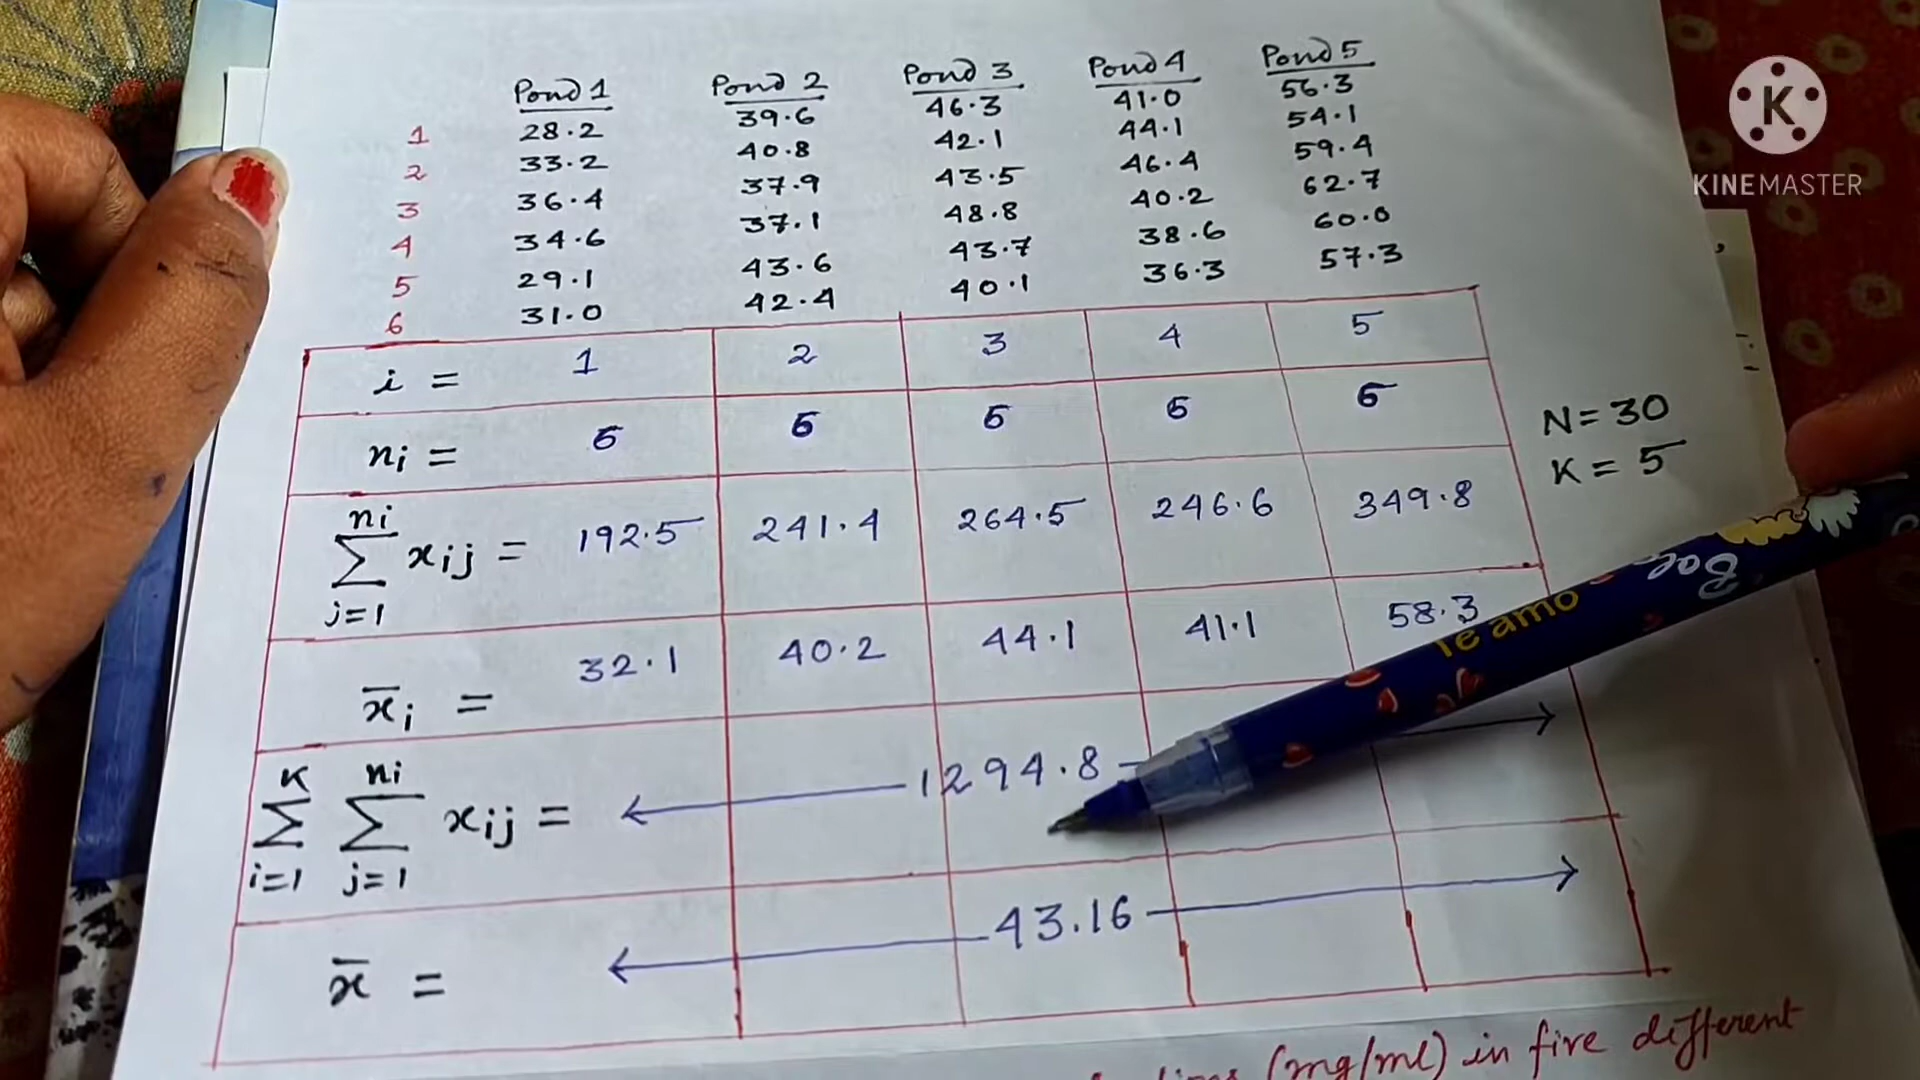 Pond 1 Pond 2 Pond 3 Pond 4 Pond 5
1 28.2 39.6 46.3 41.0 56.3
2 33.2 40.8 42.1 44.1 54.1
3 36.4 37.9 43.5 46.4 59.4
4 34.6 37.1 48.8 40.2 62.7
5 29.1 43.6 43.7 38.6 60.0
6 31.0 42.4 40.1 36.3 57.3
i = 1 2 3 4 5
ni = 6 6 6 6 6
N = 30
K = 5
ni
∑ xij = 192.5 241.4 264.5 246.6 349.8
j=1
x̄i = 32.1 40.2 44.1 41.1 58.3
K ni
∑ ∑ xij = 1294.8
i=1 j=1
x̄ = 43.16
(mg/ml) in five different
Te amo
K
KINEMASTER